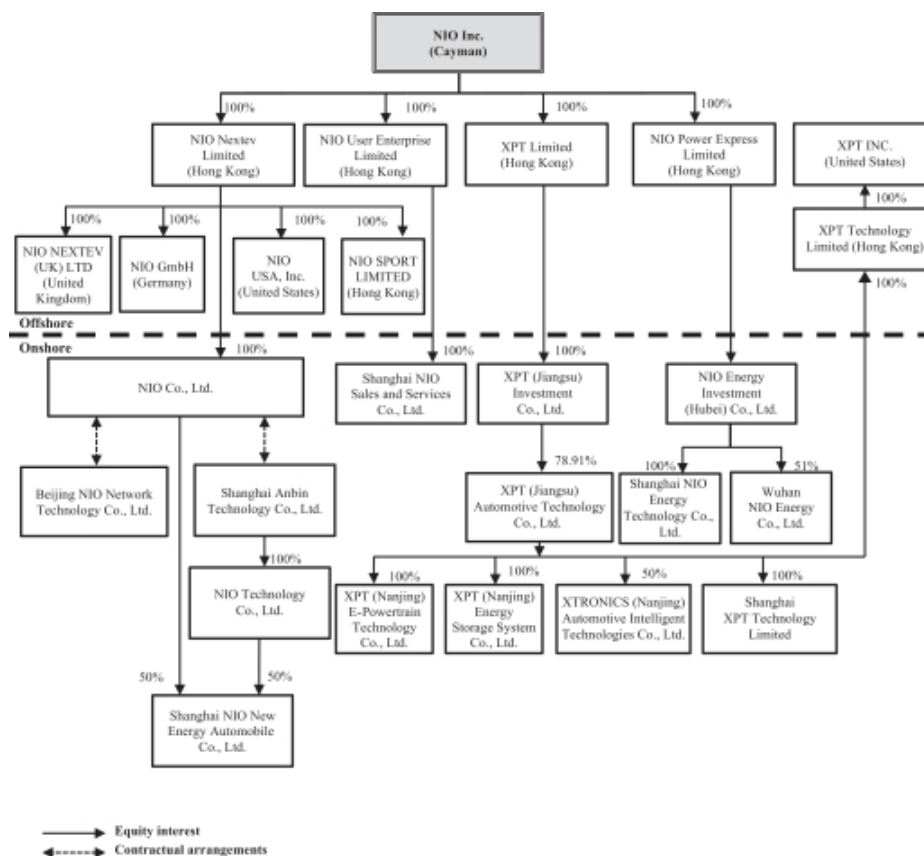 NIO Inc.
(Cayman)
100%
100%
100%
100%
NIO Nextev
Limited
(Hong Kong)
NIO User Enterprise
Limited
(Hong Kong)
XPT Limited
(Hong Kong)
NIO Power Express
Limited
(Hong Kong)
XPT INC.
(United States)
100%
XPT Technology
Limited (Hong Kong)
100%
100%
100%
100%
100%
NIO NEXTEV
(UK) LTD
(United
Kingdom)
NIO GmbH
(Germany)
NIO
USA, Inc.
(United States)
NIO SPORT
LIMITED
(Hong Kong)
Offshore
Onshore
100%
100%
100%
NIO Co., Ltd.
Shanghai NIO
Sales and Services
Co., Ltd.
XPT (Jiangsu)
Investment
Co., Ltd.
NIO Energy
Investment
(Hubei) Co., Ltd.
78.91%
100%
51%
Beijing NIO Network
Technology Co., Ltd.
Shanghai Anbin
Technology Co., Ltd.
XPT (Jiangsu)
Automotive Technology
Co., Ltd.
Shanghai NIO
Energy
Technology Co.,
Ltd.
Wuhan
NIO Energy
Co., Ltd.
100%
100%
100%
50%
100%
NIO Technology
Co., Ltd.
XPT (Nanjing)
E-Powertrain
Technology
Co., Ltd.
XPT (Nanjing)
Energy
Storage System
Co., Ltd.
XTRONICS (Nanjing)
Automotive Intelligent
Technologies Co., Ltd.
Shanghai
XPT Technology
Limited
50%
50%
Shanghai NIO New
Energy Automobile
Co., Ltd.
Equity interest
Contractual arrangements